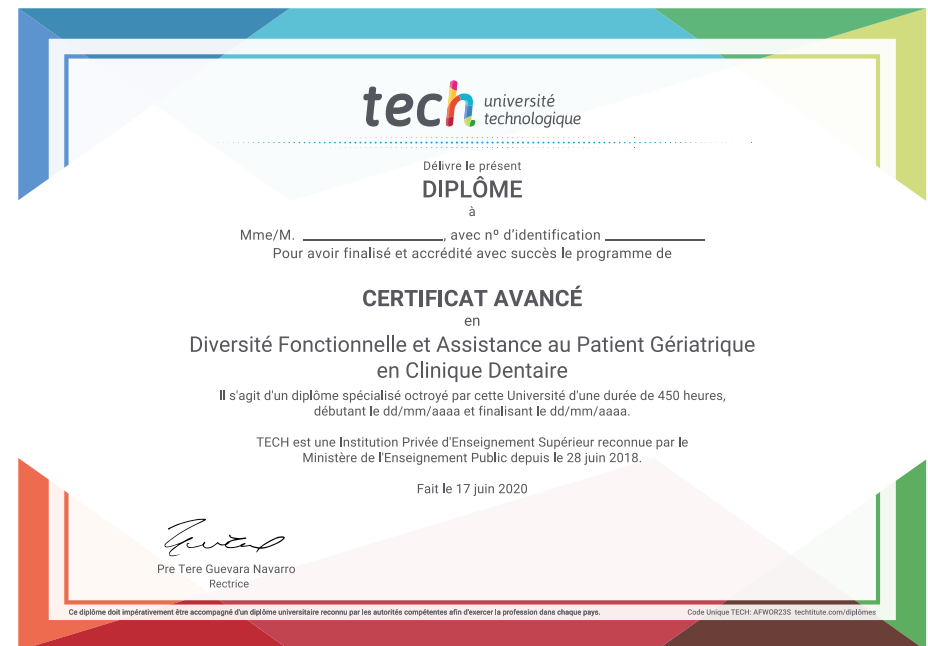 tech université
technologique
Délivre le présent
DIPLÔME
à
Mme/M. ____________________, avec nº d'identification ______________
Pour avoir finalisé et accrédité avec succès le programme de
CERTIFICAT AVANCÉ
en
Diversité Fonctionnelle et Assistance au Patient Gériatrique
en Clinique Dentaire
Il s'agit d'un diplôme spécialisé octroyé par cette Université d'une durée de 450 heures,
débutant le dd/mm/aaaa et finalisant le dd/mm/aaaa.
TECH est une Institution Privée d'Enseignement Supérieur reconnue par le
Ministère de l'Enseignement Public depuis le 28 juin 2018.
Fait le 17 juin 2020
Pre Tere Guevara Navarro
Rectrice
Ce diplôme doit impérativement être accompagné d'un diplôme universitaire reconnu par les autorités compétentes afin d'exercer la profession dans chaque pays.
Code Unique TECH: AFWOR23S techtitute.com/diplômes